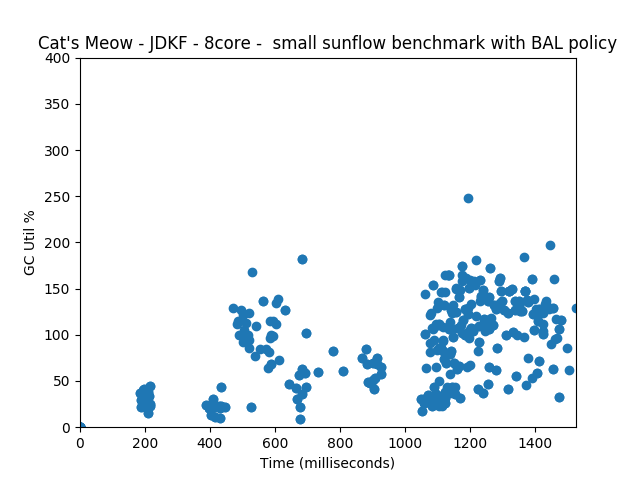 Cat's Meow - JDKF - 8core -  small sunflow benchmark with BAL policy
400
350
300
250
200
150
100
50
0
GC Util %
0 200 400 600 800 1000 1200 1400
Time (milliseconds)